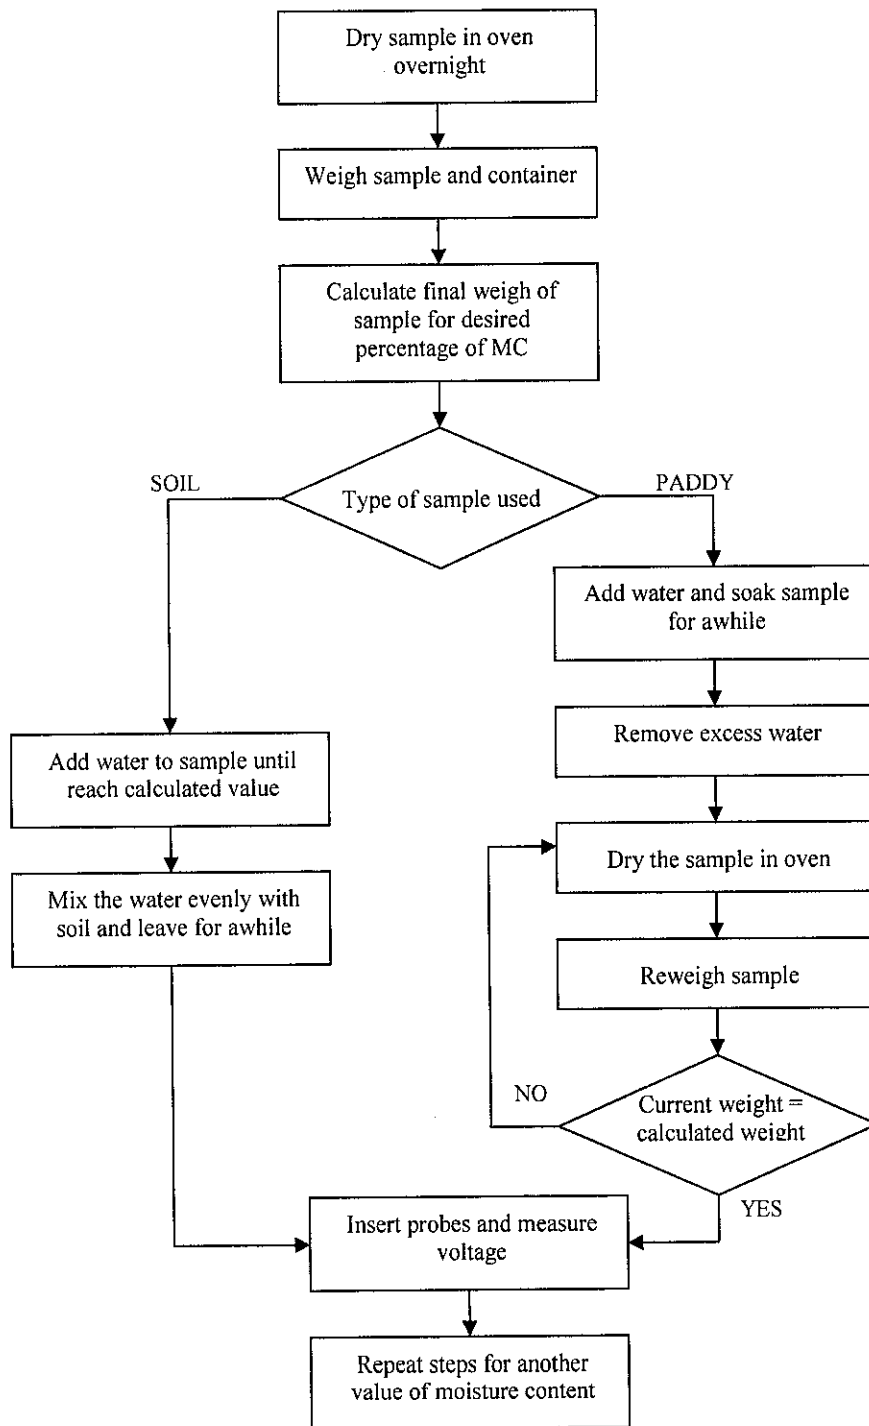 Dry sample in oven
overnight
Weigh sample and container
Calculate final weigh of
sample for desired
percentage of MC
SOIL
Type of sample used
PADDY
Add water and soak sample
for awhile
Remove excess water
Add water to sample until
reach calculated value
Dry the sample in oven
Mix the water evenly with
soil and leave for awhile
Reweigh sample
NO
Current weight =
calculated weight
YES
Insert probes and measure
voltage
Repeat steps for another
value of moisture content